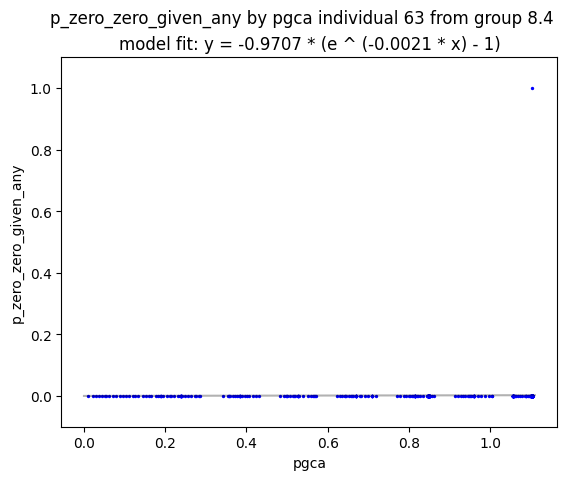 p_zero_zero_given_any by pgca individual 63 from group 8.4
model fit: y = -0.9707 * (e ^ (-0.0021 * x) - 1)
1.0
0.8
0.6
0.4
0.2
0.0
p_zero_zero_given_any
0.0 0.2 0.4 0.6 0.8 1.0
pgca